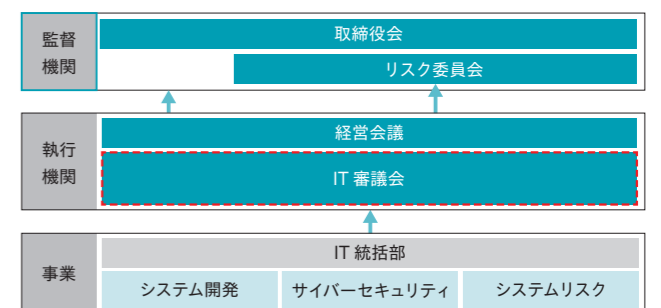 監督
機関
取締役会
リスク委員会
執行
機関
経営会議
IT 審議会
事業
IT 統括部
システム開発
サイバーセキュリティ
システムリスク